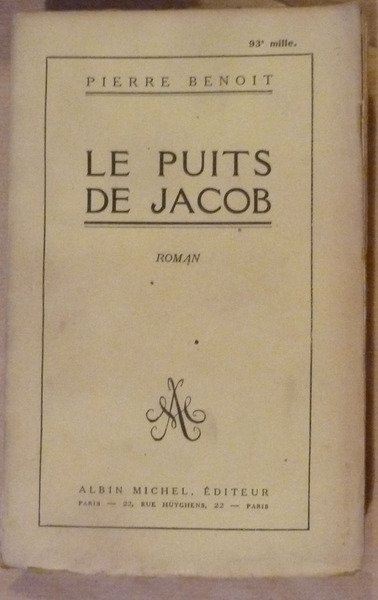 93e mille.
PIERRE BENOIT
LE PUITS
DE JACOB
ROMAN
AM
ALBIN MICHEL, ÉDITEUR
PARIS — 22, RUE HUYGHENS, 22 — PARIS